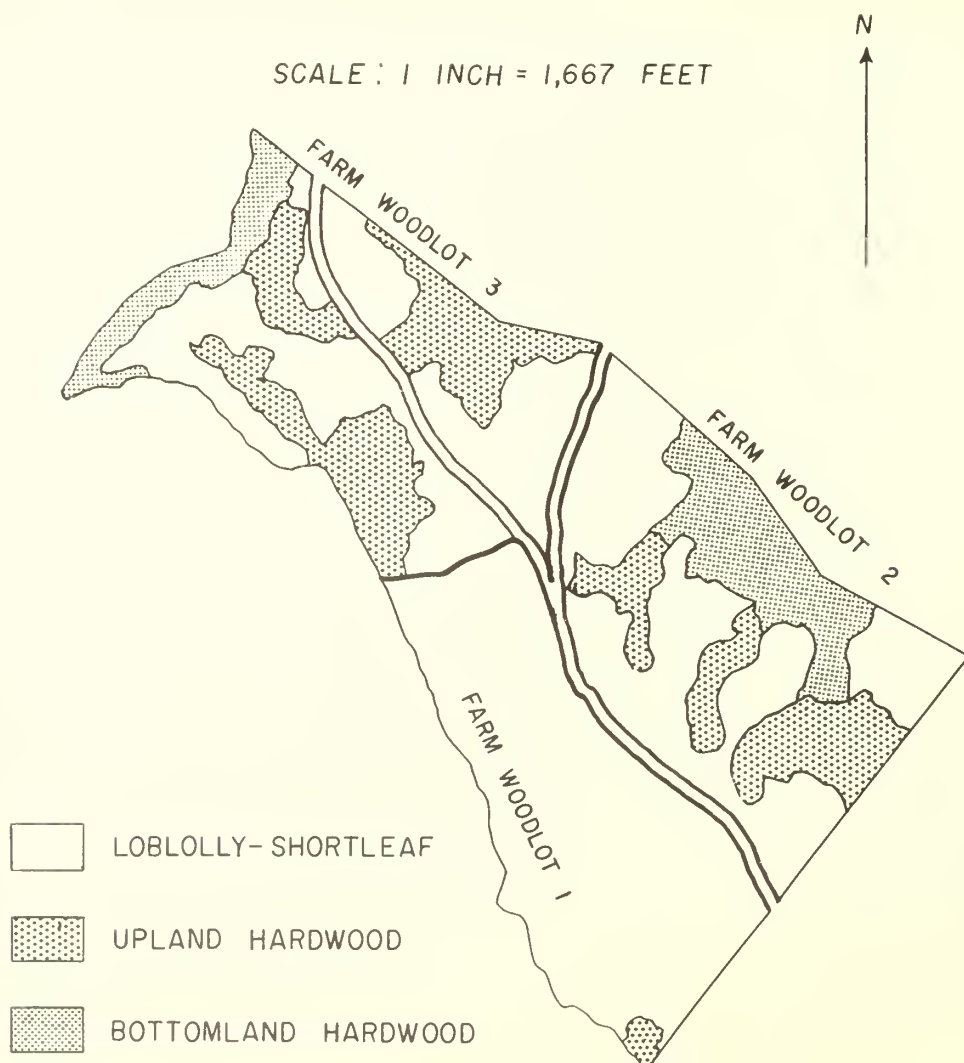 N
SCALE: 1 INCH = 1,667 FEET
FARM WOODLOT 3
FARM WOODLOT 2
FARM WOODLOT 1
LOBLOLLY-SHORTLEAF
UPLAND HARDWOOD
BOTTOMLAND HARDWOOD